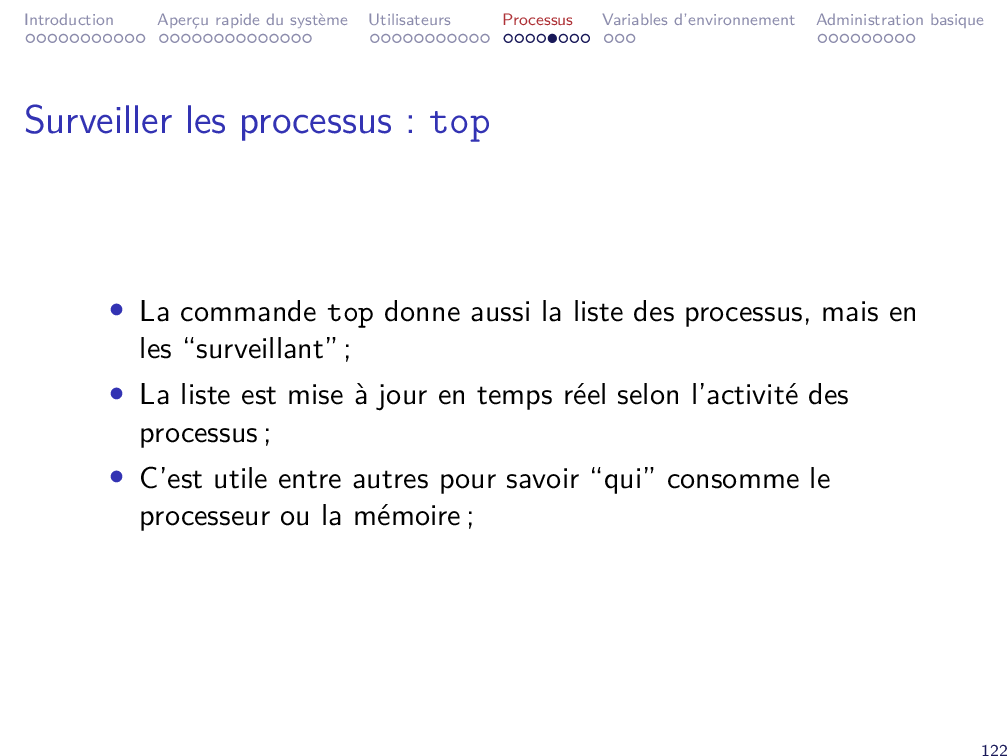 Introduction Aperçu rapide du système Utilisateurs Processus Variables d'environnement Administration basique
Surveiller les processus : top
• La commande top donne aussi la liste des processus, mais en
les “surveillant” ;
• La liste est mise à jour en temps réel selon l'activité des
processus ;
• C'est utile entre autres pour savoir “qui” consomme le
processeur ou la mémoire ;
122